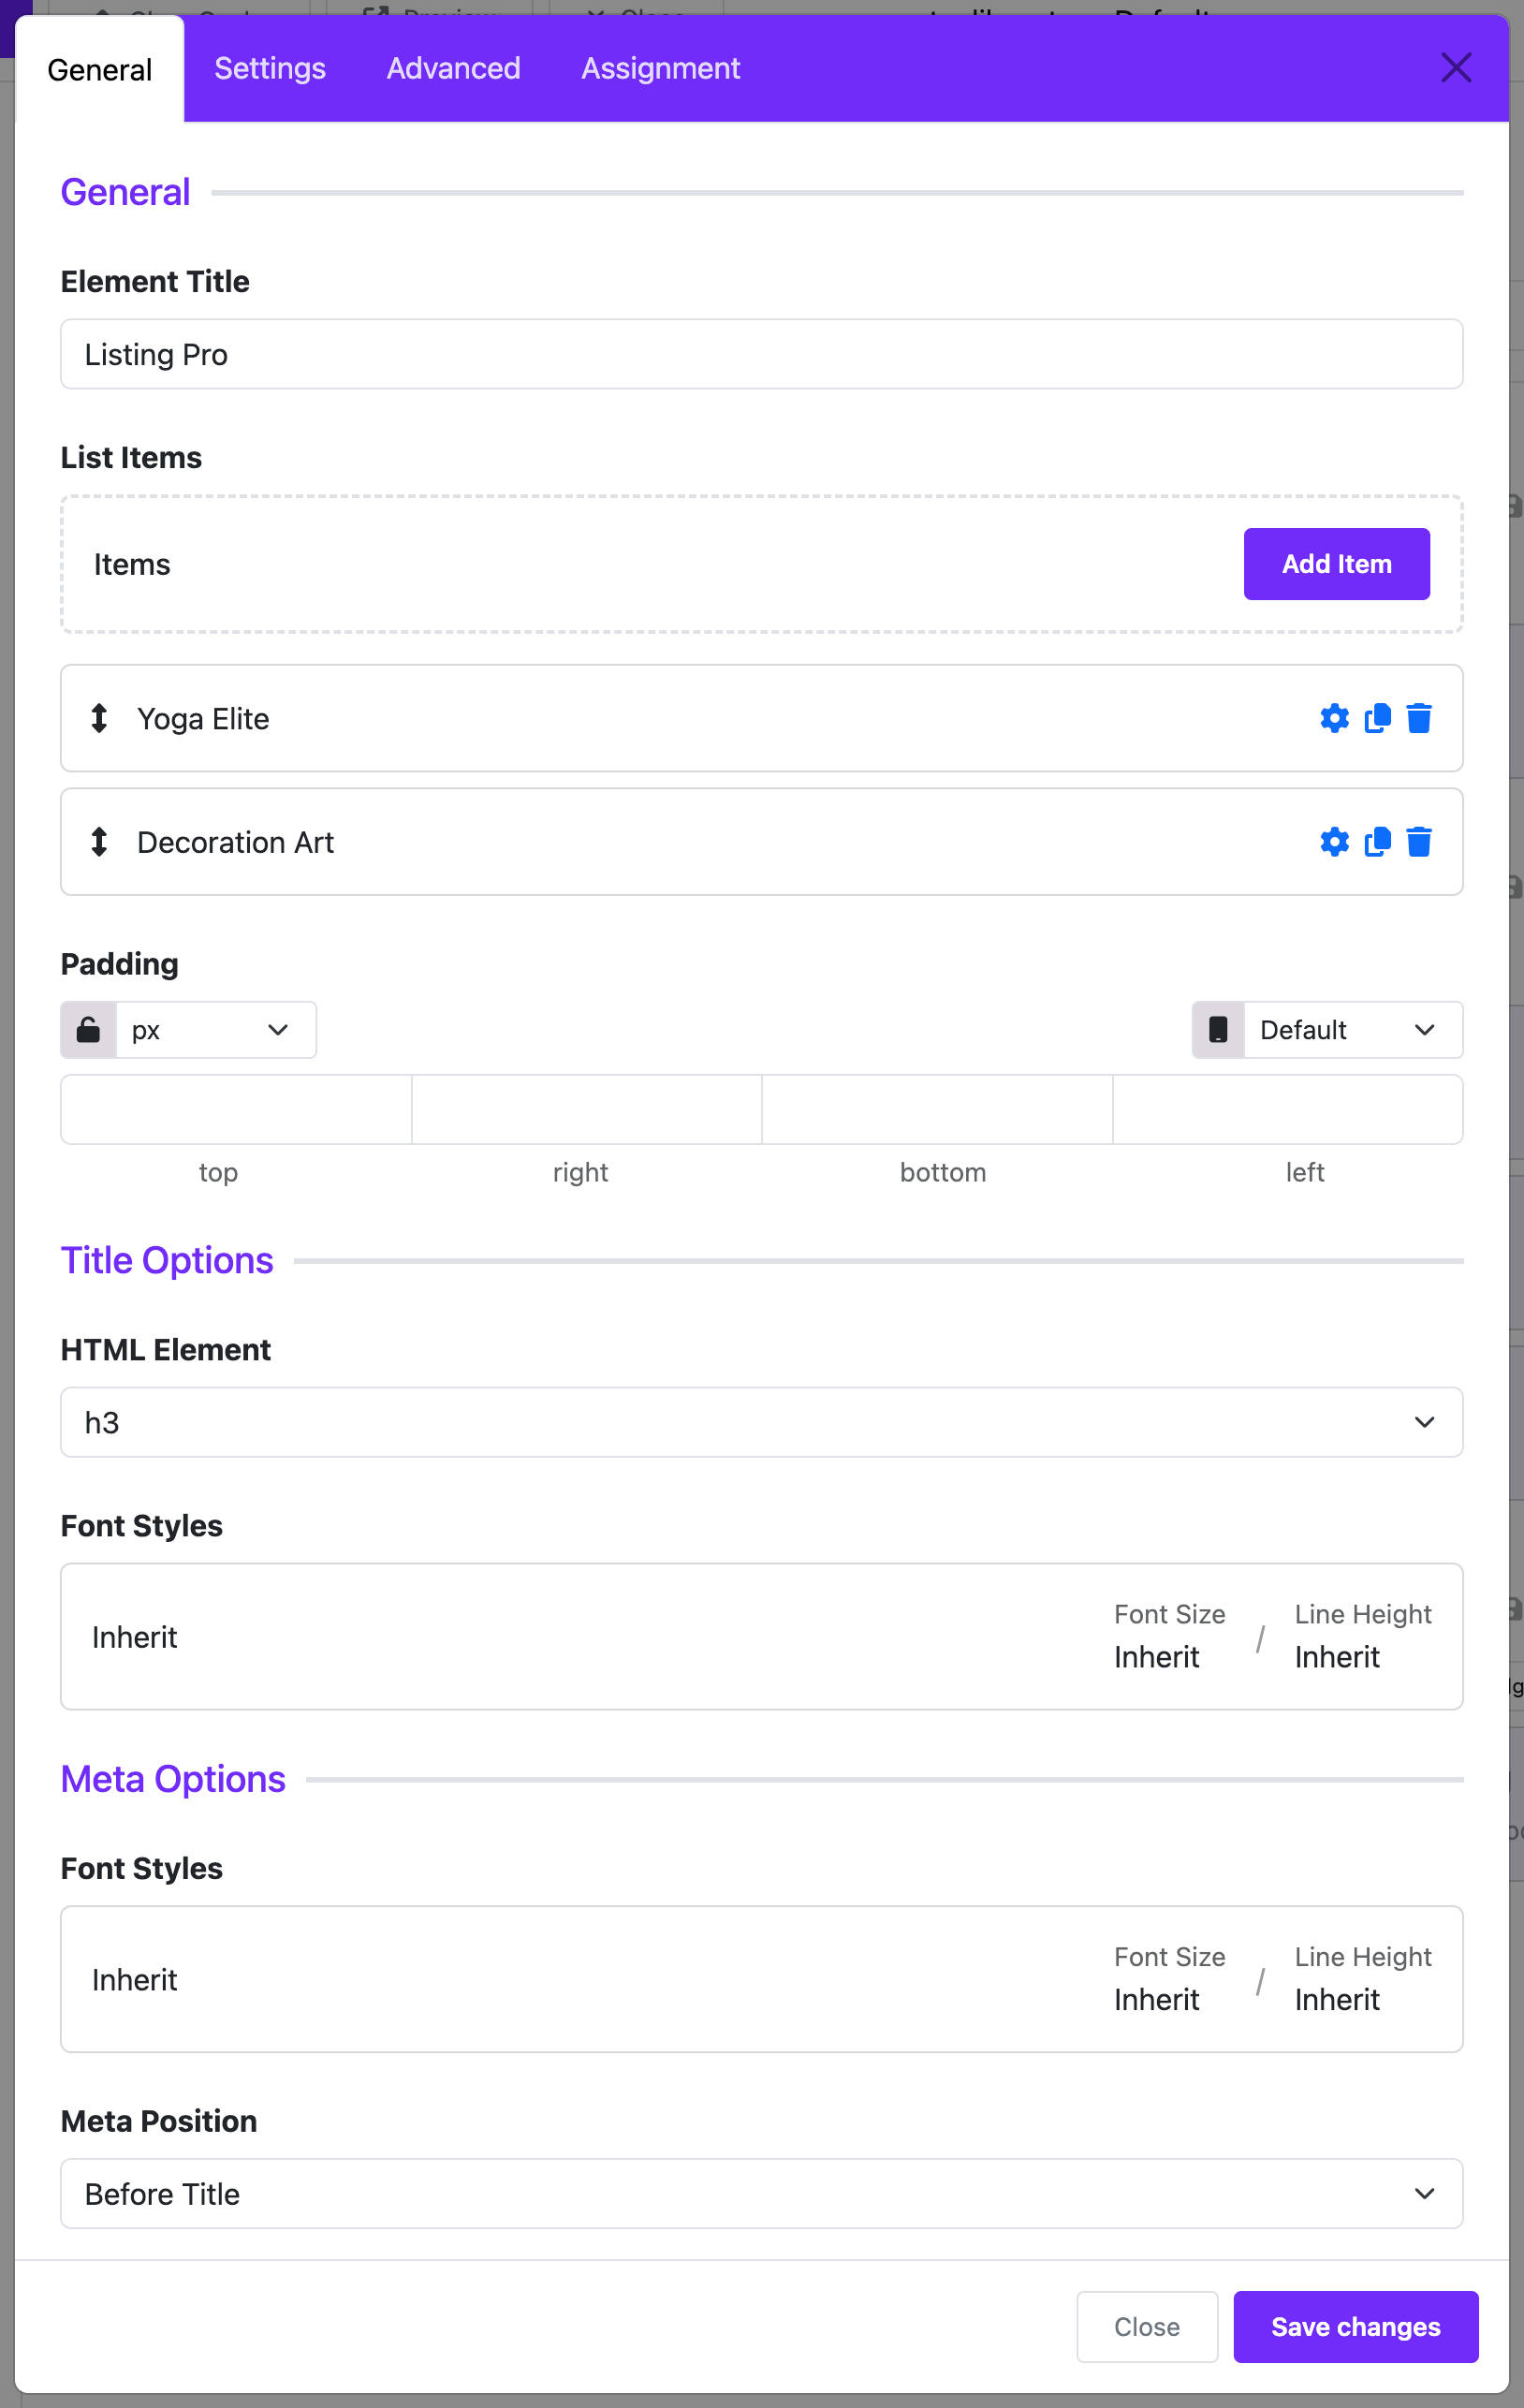 General Settings Advanced Assignment
General
Element Title
Listing Pro
List Items
Items Add Item
Yoga Elite
Decoration Art
Padding
px Default
top right bottom left
Title Options
HTML Element
h3
Font Styles
Inherit Font Size Inherit / Line Height Inherit
Meta Options
Font Styles
Inherit Font Size Inherit / Line Height Inherit
Meta Position
Before Title
Close Save changes